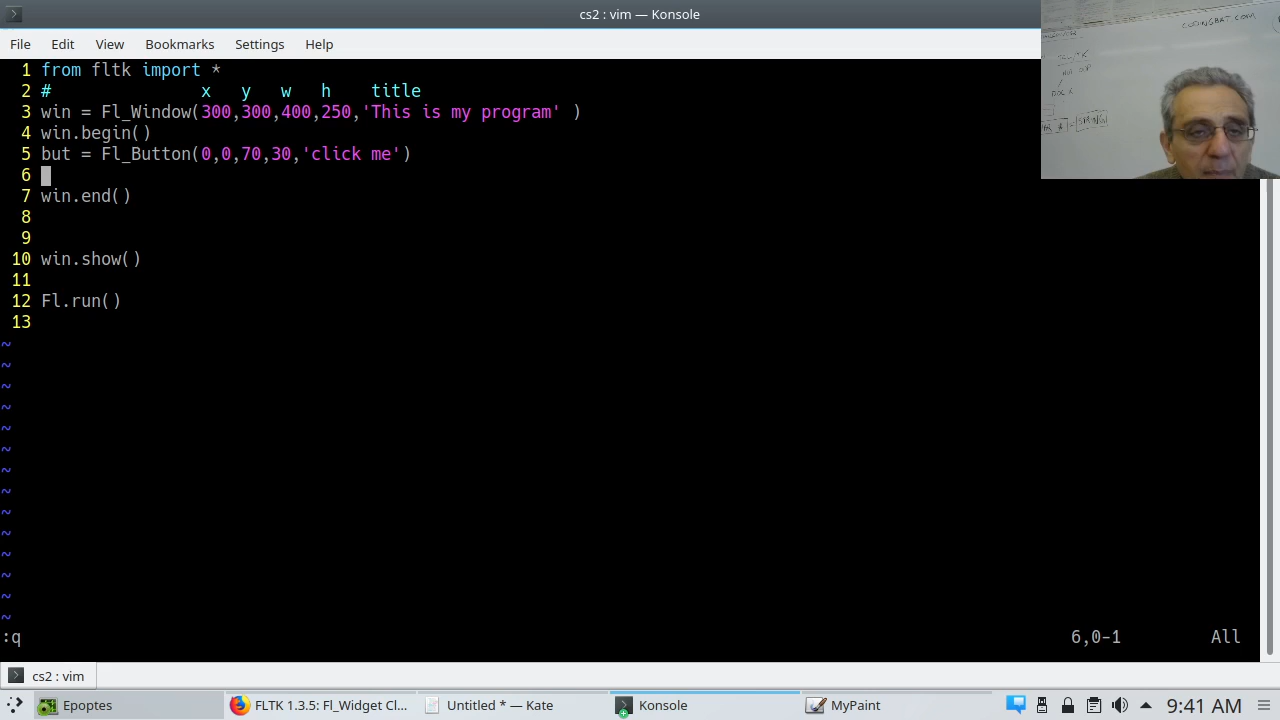 cs2 : vim — Konsole
File Edit View Bookmarks Settings Help
1 from fltk import *
2 # x y w h title
3 win = Fl_Window(300,300,400,250,'This is my program' )
4 win.begin()
5 but = Fl_Button(0,0,70,30,'click me')
6
7 win.end()
8
9
10 win.show()
11
12 Fl.run()
13
~
~
~
~
~
~
~
~
~
~
~
~
~
~
:q 6,0-1 All
cs2 : vim
Epoptes FLTK 1.3.5: Fl_Widget Cl... Untitled * — Kate Konsole MyPaint 9:41 AM
CODINGBAT.COM